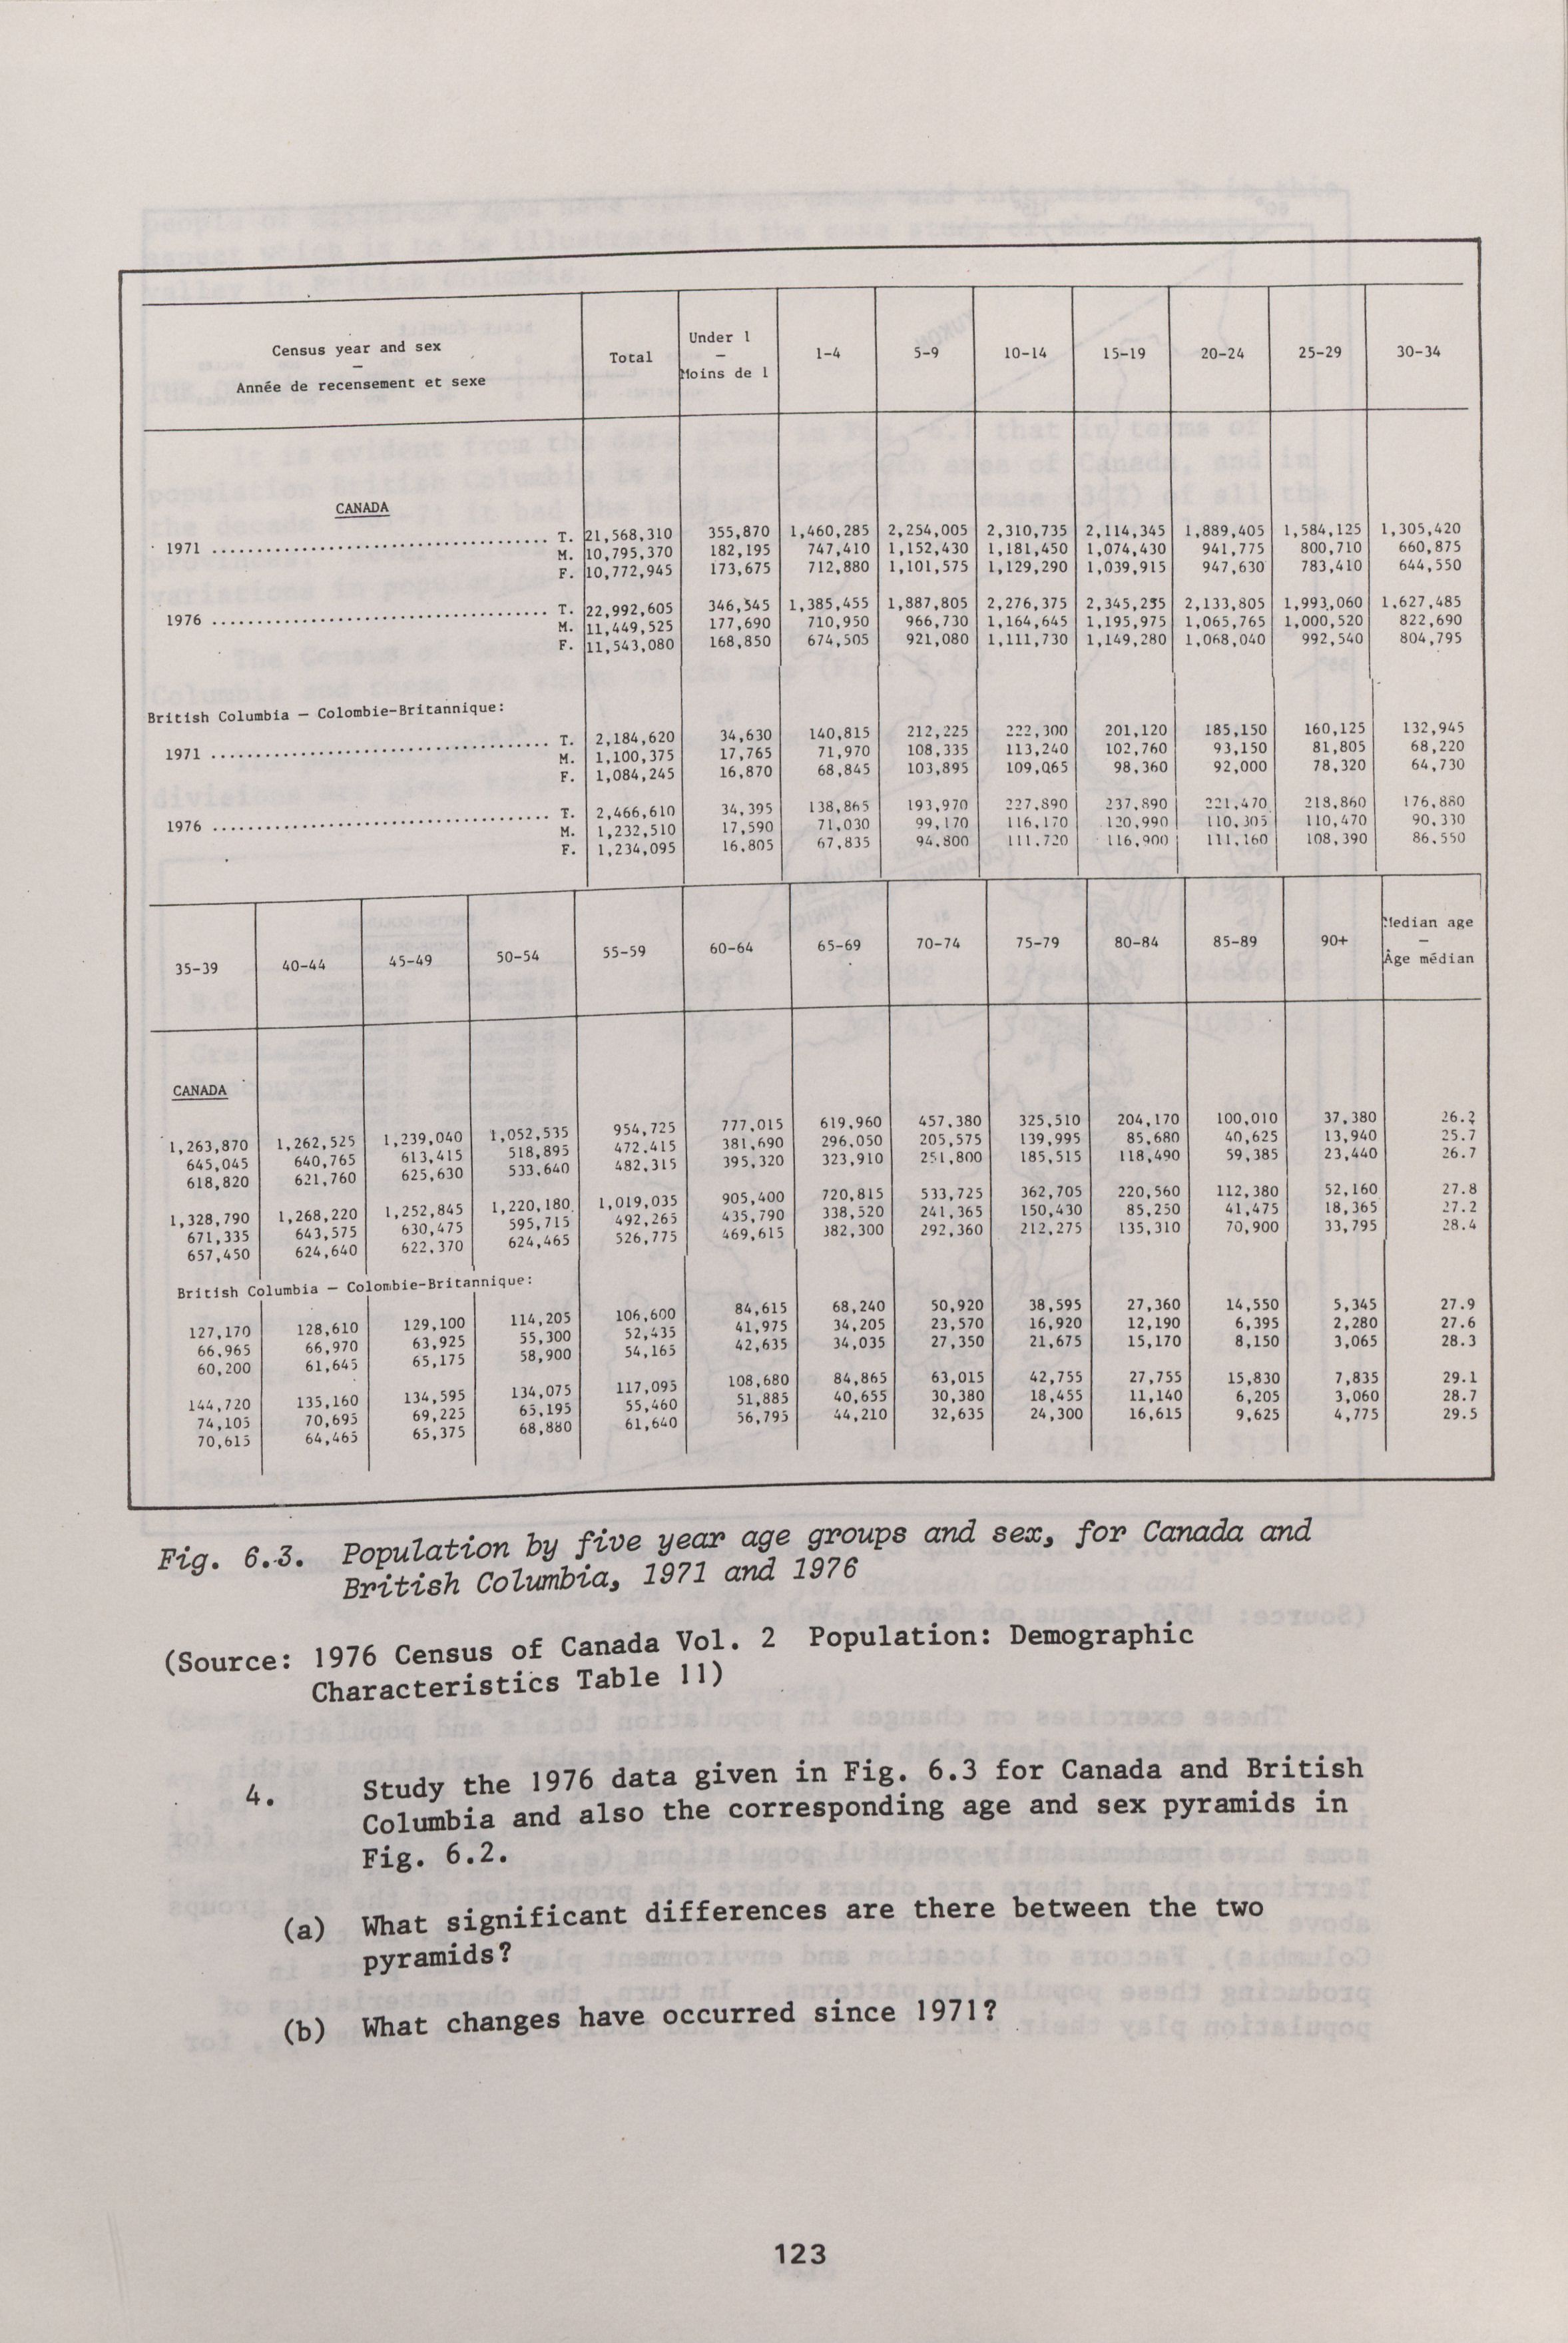 Census year and sex
—
Année de recensement et sexe
Total
Under 1
—
Moins de 1
1-4
5-9
10-14
15-19
20-24
25-29
30-34
CANADA
1971 .................................... T. 21,568,310 355,870 1,460,285 2,254,005 2,310,735 2,114,345 1,889,405 1,584,125 1,305,420
M. 10,795,370 182,195 747,410 1,152,430 1,181,450 1,074,430 941,775 800,710 660,875
F. 10,772,945 173,675 712,880 1,101,575 1,129,290 1,039,915 947,630 783,410 644,550
1976 .................................... T. 22,992,605 346,545 1,385,455 1,887,805 2,276,375 2,345,255 2,133,805 1,993,060 1,627,485
M. 11,449,525 177,690 710,950 966,730 1,164,645 1,195,975 1,065,765 1,000,520 822,690
F. 11,543,080 168,850 674,505 921,080 1,111,730 1,149,280 1,068,040 992,540 804,795
British Columbia — Colombie-Britannique:
1971 .................................... T. 2,184,620 34,630 140,815 212,225 222,300 201,120 185,150 160,125 132,945
M. 1,100,375 17,765 71,970 108,335 113,240 102,760 93,150 81,805 68,220
F. 1,084,245 16,870 68,845 103,895 109,065 98,360 92,000 78,320 64,730
1976 .................................... T. 2,466,610 34,395 138,865 193,970 227,890 237,890 221,470 218,860 176,880
M. 1,232,510 17,590 71,030 99,170 116,170 120,990 110,305 110,470 90,330
F. 1,234,095 16,805 67,835 94,800 111,720 116,900 111,160 108,390 86,550
35-39
40-44
45-49
50-54
55-59
60-64
65-69
70-74
75-79
80-84
85-89
90+
Median age
—
Âge médian
CANADA
1,263,870 1,262,525 1,239,040 1,052,535 954,725 777,015 619,960 457,380 325,510 204,170 100,010 37,380 26.2
645,045 640,765 613,415 518,895 472,415 381,690 296,050 205,575 139,995 85,680 40,625 13,940 25.7
618,820 621,760 625,630 533,640 482,315 395,320 323,910 251,800 185,515 118,490 59,385 23,440 26.7
1,328,790 1,268,220 1,252,845 1,220,180 1,019,035 905,400 720,815 533,725 362,705 220,560 112,380 52,160 27.8
671,335 643,575 630,475 595,715 492,265 435,790 338,520 241,365 150,430 85,250 41,475 18,365 27.2
657,450 624,640 622,370 624,465 526,775 469,615 382,300 292,360 212,275 135,310 70,900 33,795 28.4
British Columbia — Colombie-Britannique:
127,170 128,610 129,100 114,205 106,600 84,615 68,240 50,920 38,595 27,360 14,550 5,345 27.9
66,965 66,970 63,925 55,300 52,435 41,975 34,205 23,570 16,920 12,190 6,395 2,280 27.6
60,200 61,645 65,175 58,900 54,165 42,635 34,035 27,350 21,675 15,170 8,150 3,065 28.3
144,720 135,160 134,595 134,075 117,095 108,680 84,865 63,015 42,755 27,755 15,830 7,835 29.1
74,105 70,695 69,225 65,195 55,460 51,885 40,655 30,380 18,455 11,140 6,205 3,060 28.7
70,615 64,465 65,375 68,880 61,640 56,795 44,210 32,635 24,300 16,615 9,625 4,775 29.5
Fig. 6.3. Population by five year age groups and sex, for Canada and
British Columbia, 1971 and 1976
(Source: 1976 Census of Canada Vol. 2 Population: Demographic
Characteristics Table 11)
4. Study the 1976 data given in Fig. 6.3 for Canada and British
Columbia and also the corresponding age and sex pyramids in
Fig. 6.2.
(a) What significant differences are there between the two
pyramids?
(b) What changes have occurred since 1971?
123